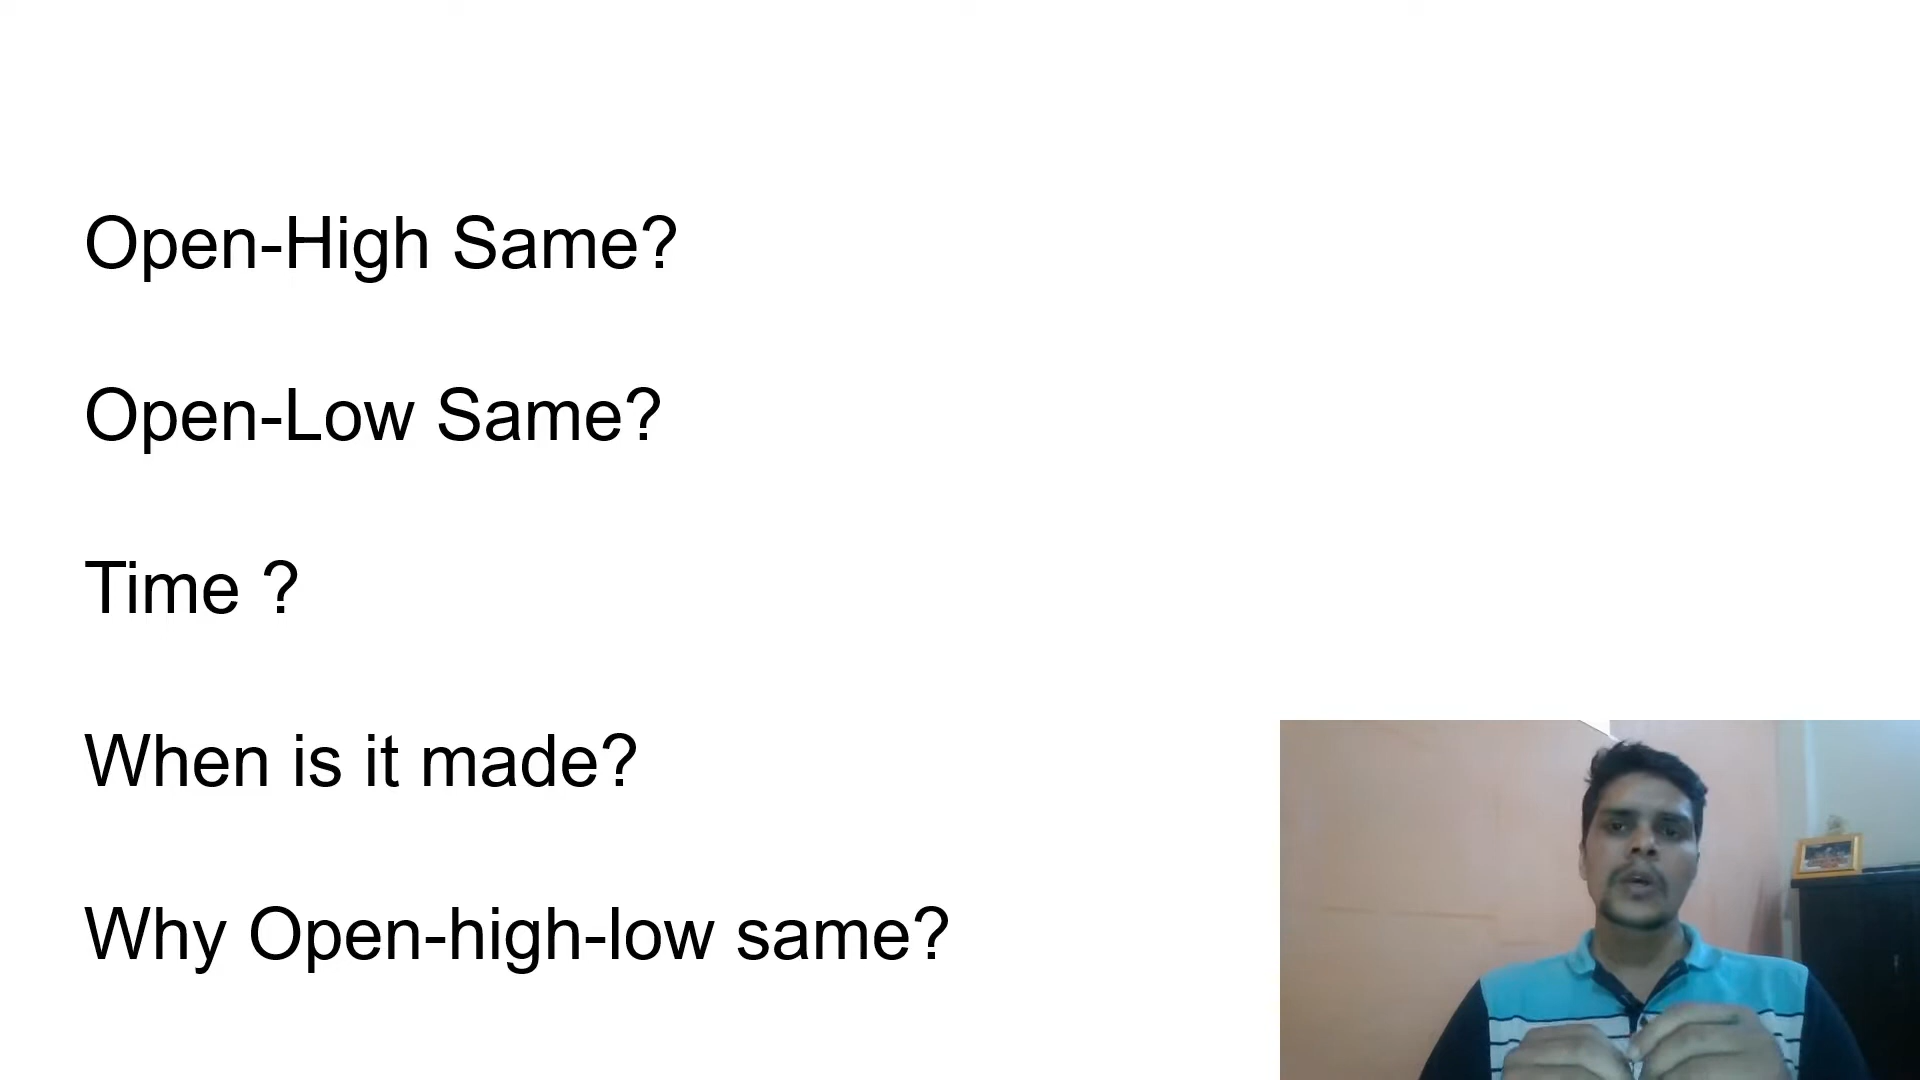 Open-High Same?
Open-Low Same?
Time ?
When is it made?
Why Open-high-low same?